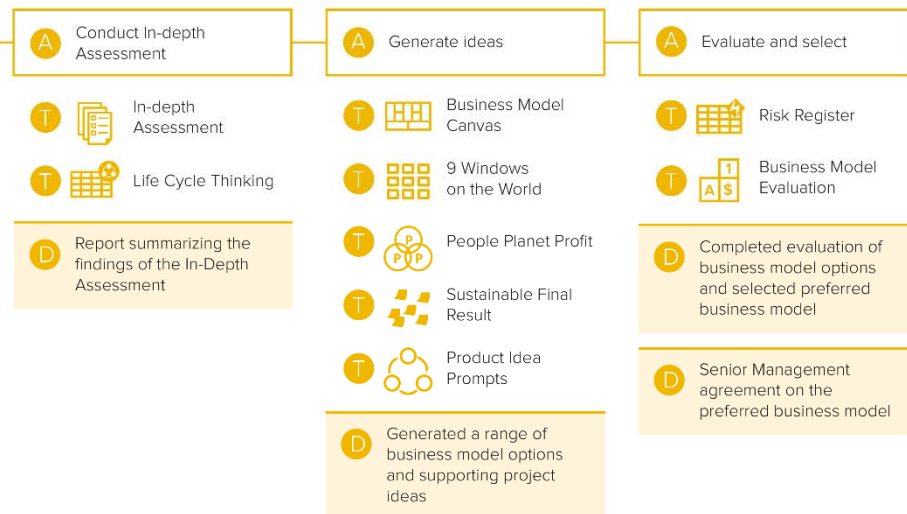 A
Conduct In-depth
Assessment
T
In-depth
Assessment
T
Life Cycle Thinking
D
Report summarizing the
findings of the In-Depth
Assessment
A
Generate ideas
T
Business Model
Canvas
T
9 Windows
on the World
T
P
P P
People Planet Profit
T
Sustainable Final
Result
T
Product Idea
Prompts
D
Generated a range of
business model options
and supporting project
ideas
A
Evaluate and select
T
Risk Register
T
1
A $
Business Model
Evaluation
D
Completed evaluation of
business model options
and selected preferred
business model
D
Senior Management
agreement on the
preferred business model